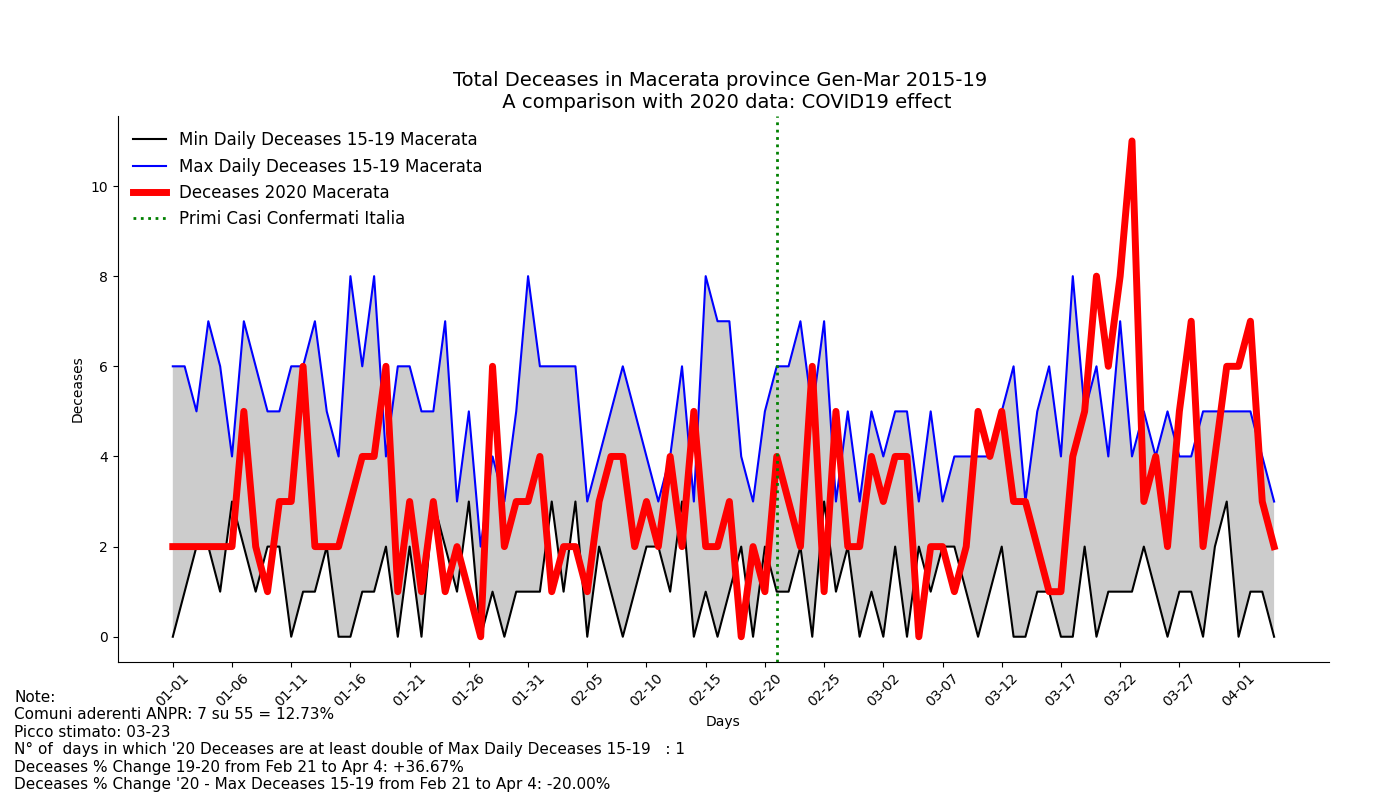 Total Deceases in Macerata province Gen-Mar 2015-19
A comparison with 2020 data: COVID19 effect
Min Daily Deceases 15-19 Macerata
Max Daily Deceases 15-19 Macerata
Deceases 2020 Macerata
Primi Casi Confermati Italia
Deceases
10
8
6
4
2
0
01-01 01-06 01-11 01-16 01-21 01-26 01-31 02-05 02-10 02-15 02-20 02-25 03-02 03-07 03-12 03-17 03-22 03-27 04-01
Days
Note:
Comuni aderenti ANPR: 7 su 55 = 12.73%
Picco stimato: 03-23
N° of  days in which '20 Deceases are at least double of Max Daily Deceases 15-19   : 1
Deceases % Change 19-20 from Feb 21 to Apr 4: +36.67%
Deceases % Change '20 - Max Deceases 15-19 from Feb 21 to Apr 4: -20.00%